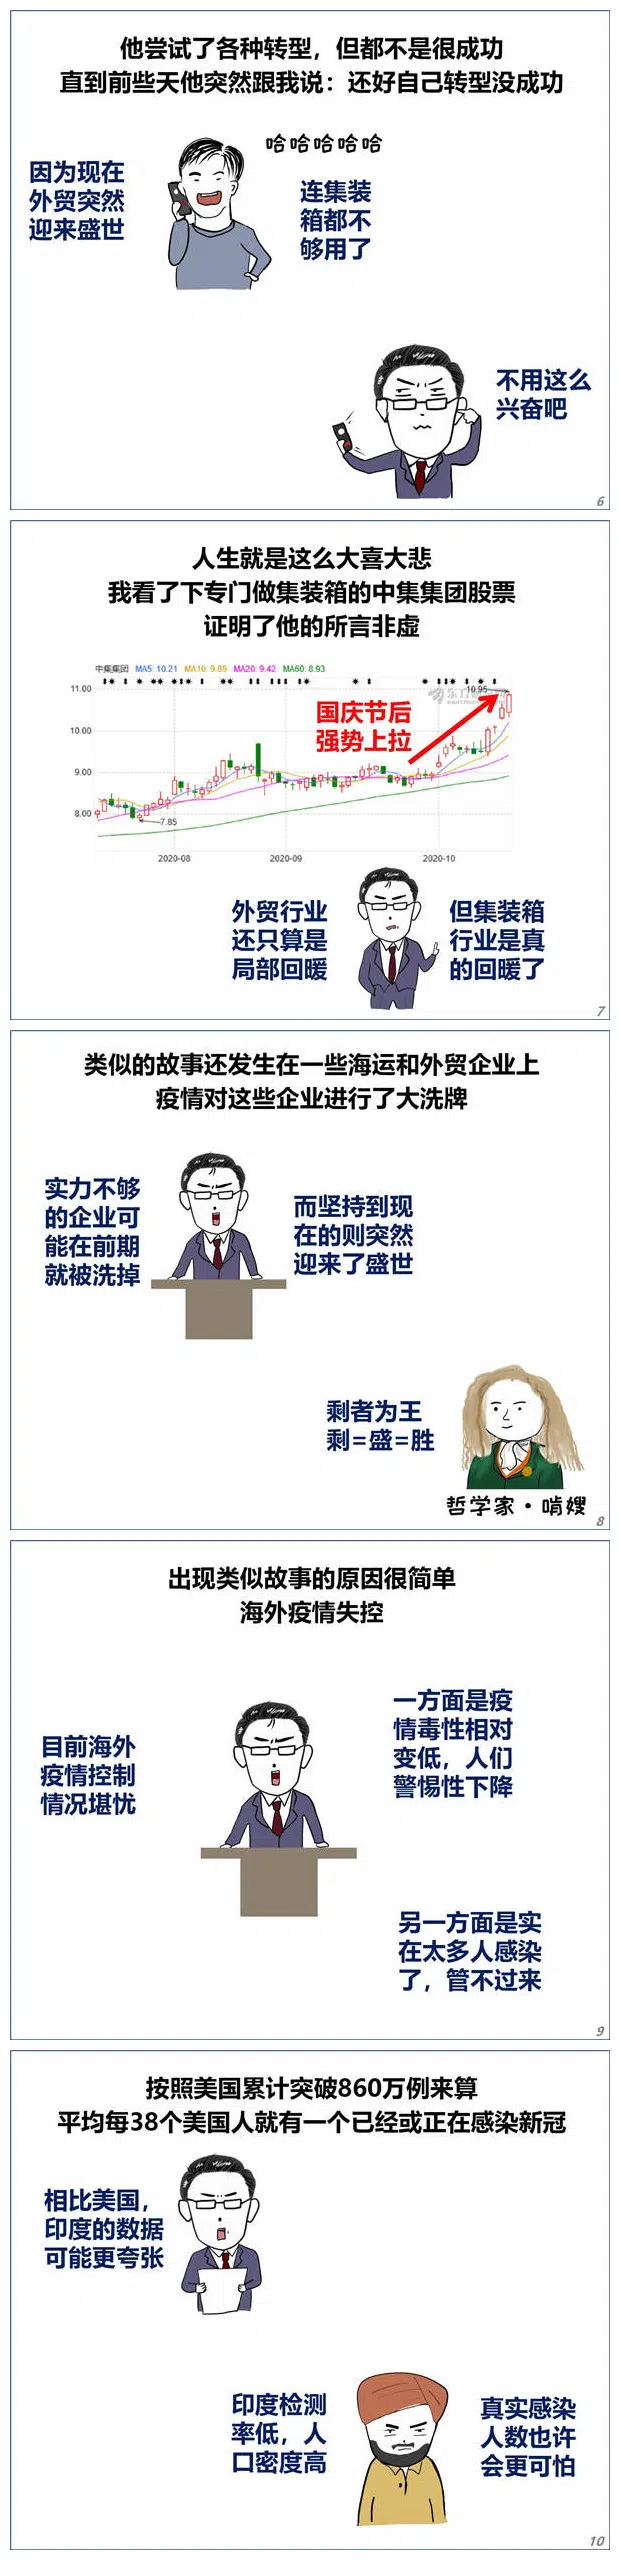 他尝试了各种转型，但都不是很成功
直到前些天他突然跟我说：还好自己转型没成功
哈哈哈哈哈
因为现在
外贸突然
迎来盛世
连集装
箱都不
够用了
不用这么
兴奋吧
6
人生就是这么大喜大悲
我看了下专门做集装箱的中集集团股票
证明了他的所言非虚
中集集团 MA5: 10.21 MA10: 9.89 MA20: 9.42 MA60: 8.93
11.00
10.95
国庆节后
强势上拉
10.00
9.00
8.00
7.85
2020-08 2020-09 2020-10
外贸行业
还只算是
局部回暖
但集装箱
行业是真
的回暖了
7
类似的故事还发生在一些海运和外贸企业上
疫情对这些企业进行了大洗牌
实力不够
的企业可
能在前期
就被洗掉
而坚持到现
在的则突然
迎来了盛世
剩者为王
剩=盛=胜
哲学家·啃嫂
8
出现类似故事的原因很简单
海外疫情失控
目前海外
疫情控制
情况堪忧
一方面是疫
情毒性相对
变低，人们
警惕性下降
另一方面是实
在太多人感染
了，管不过来
9
按照美国累计突破860万例来算
平均每38个美国人就有一个已经或正在感染新冠
相比美国，
印度的数据
可能更夸张
印度检测
率低，人
口密度高
真实感染
人数也许
会更可怕
10